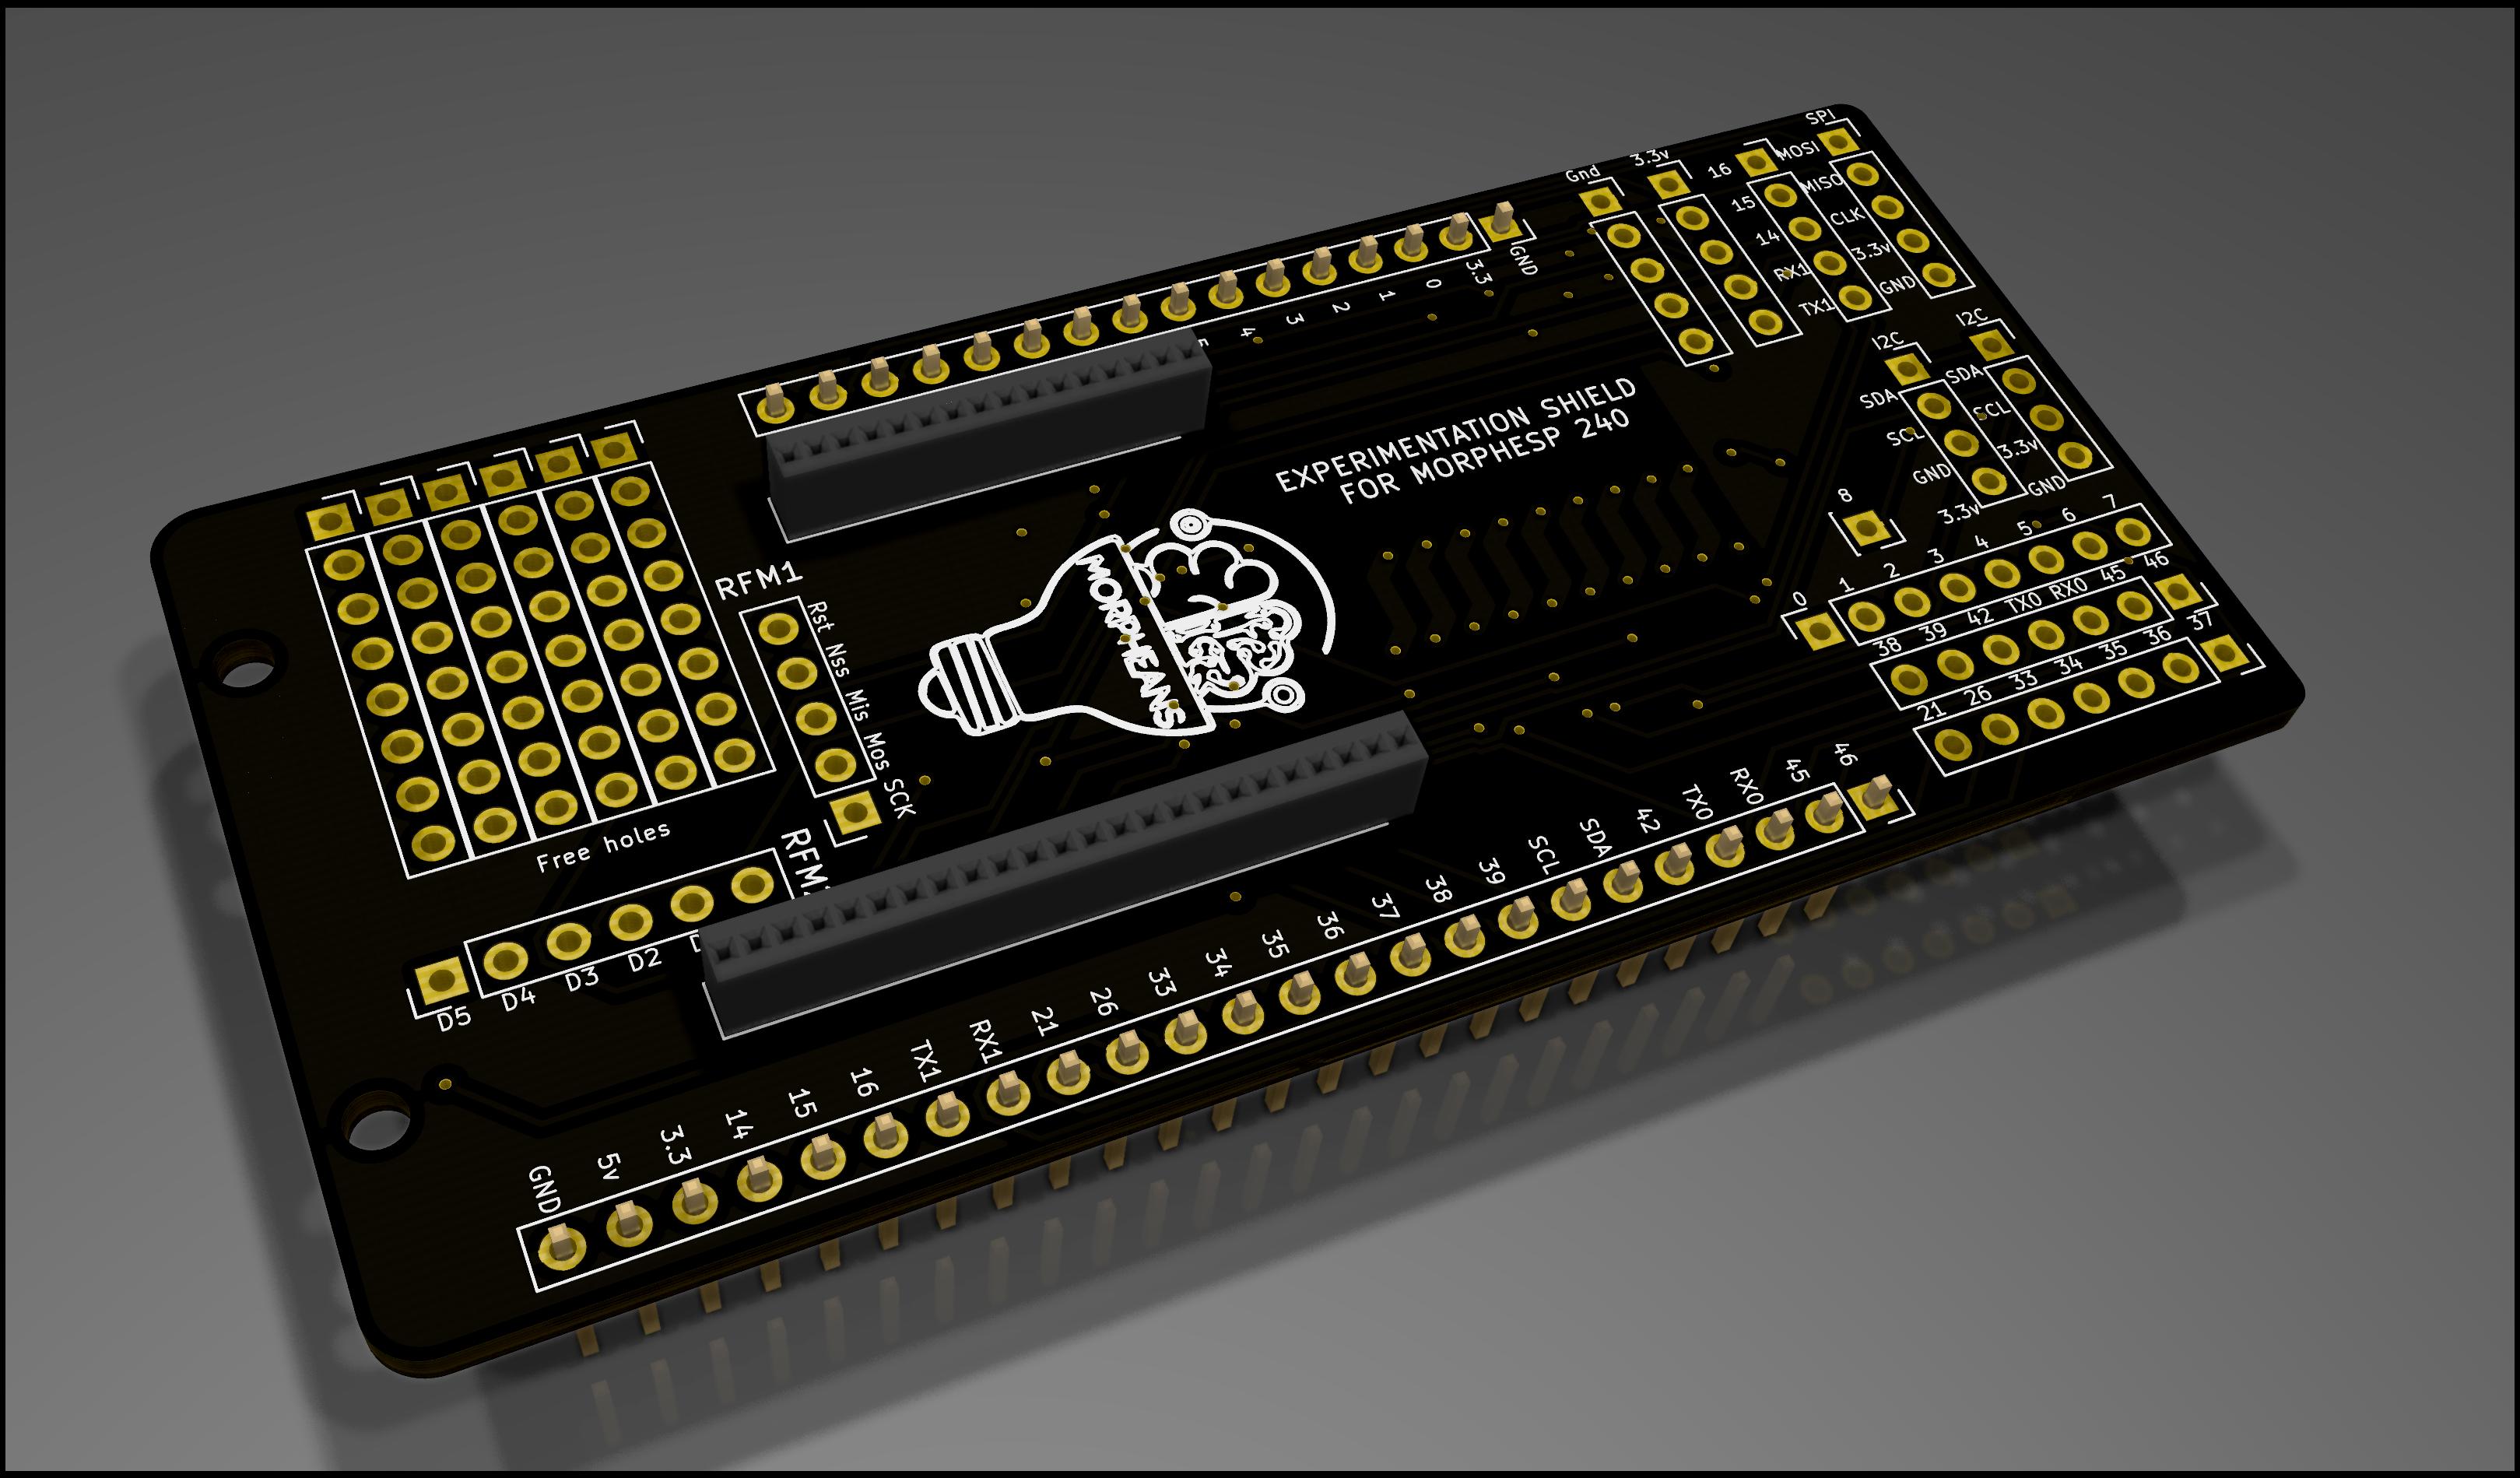 SPI
MOSI
MISO
CLK
3.3v
GND
Gnd
3.3v
16
15
14
RX1
TX1
GND
3.3
0
1
2
3
4
I2C
SDA
SCL
3.3v
GND
I2C
SDA
SCL
GND
3.3v
EXPERIMENTATION SHIELD
FOR MORPHESP 240
8
0 1 2 3 4 5 6 7
38 39 42 TX0 RX0 45 46
21 26 33 34 35 36 37
MORPHEANS
RFM1
Rst Nss Mis Mos SCK
Free holes
D5 D4 D3 D2
GND 5v 3.3 14 15 16 TX1 RX1 21 26 33 34 35 36 37 38 39 SCL SDA 42 TX0 RX0 45 46